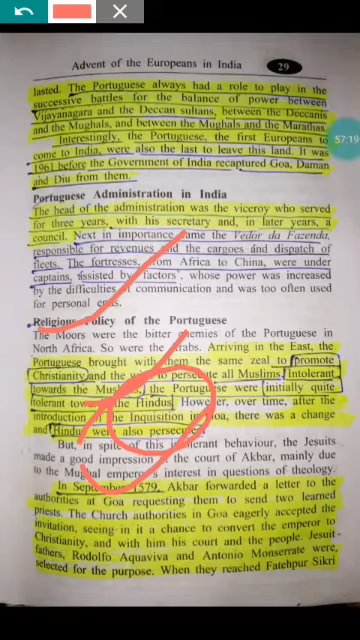 Advent of the Europeans in India 29
57:19
lasted. The Portuguese always had a role to play in the
successive battles for the balance of power between
Vijayanagara and the Deccan sultans, between the Deccanis
and the Mughals, and between the Mughals and the Marathas.
Interestingly, the Portuguese, the first Europeans to
come to India, were also the last to leave this land. It was
1961 before the Government of India recaptured Goa, Daman
and Diu from them.
Portuguese Administration in India
The head of the administration was the viceroy who served
for three years, with his secretary and, in later years, a
council. Next in importance came the Vedor da Fazenda,
responsible for revenues and the cargoes and dispatch of
fleets. The fortresses, from Africa to China, were under
captains, assisted by 'factors', whose power was increased
by the difficulties of communication and was too often used
for personal ends.
Religious Policy of the Portuguese
The Moors were the bitter enemies of the Portuguese in
North Africa. So were the Arabs. Arriving in the East, the
Portuguese brought with them the same zeal to promote
Christianity and the wish to persecute all Muslims. Intolerant
towards the Muslims, the Portuguese were initially quite
tolerant towards the Hindus. However, over time, after the
introduction of the Inquisition in Goa, there was a change
and Hindus were also persecuted.
But, in spite of this intolerant behaviour, the Jesuits
made a good impression at the court of Akbar, mainly due
to the Mughal emperor's interest in questions of theology.
In September 1579, Akbar forwarded a letter to the
authorities at Goa requesting them to send two learned
priests. The Church authorities in Goa eagerly accepted the
invitation, seeing in it a chance to convert the emperor to
Christianity, and with him his court and the people. Jesuit
fathers, Rodolfo Aquaviva and Antonio Monserrate were,
selected for the purpose. When they reached Fatehpur Sikri